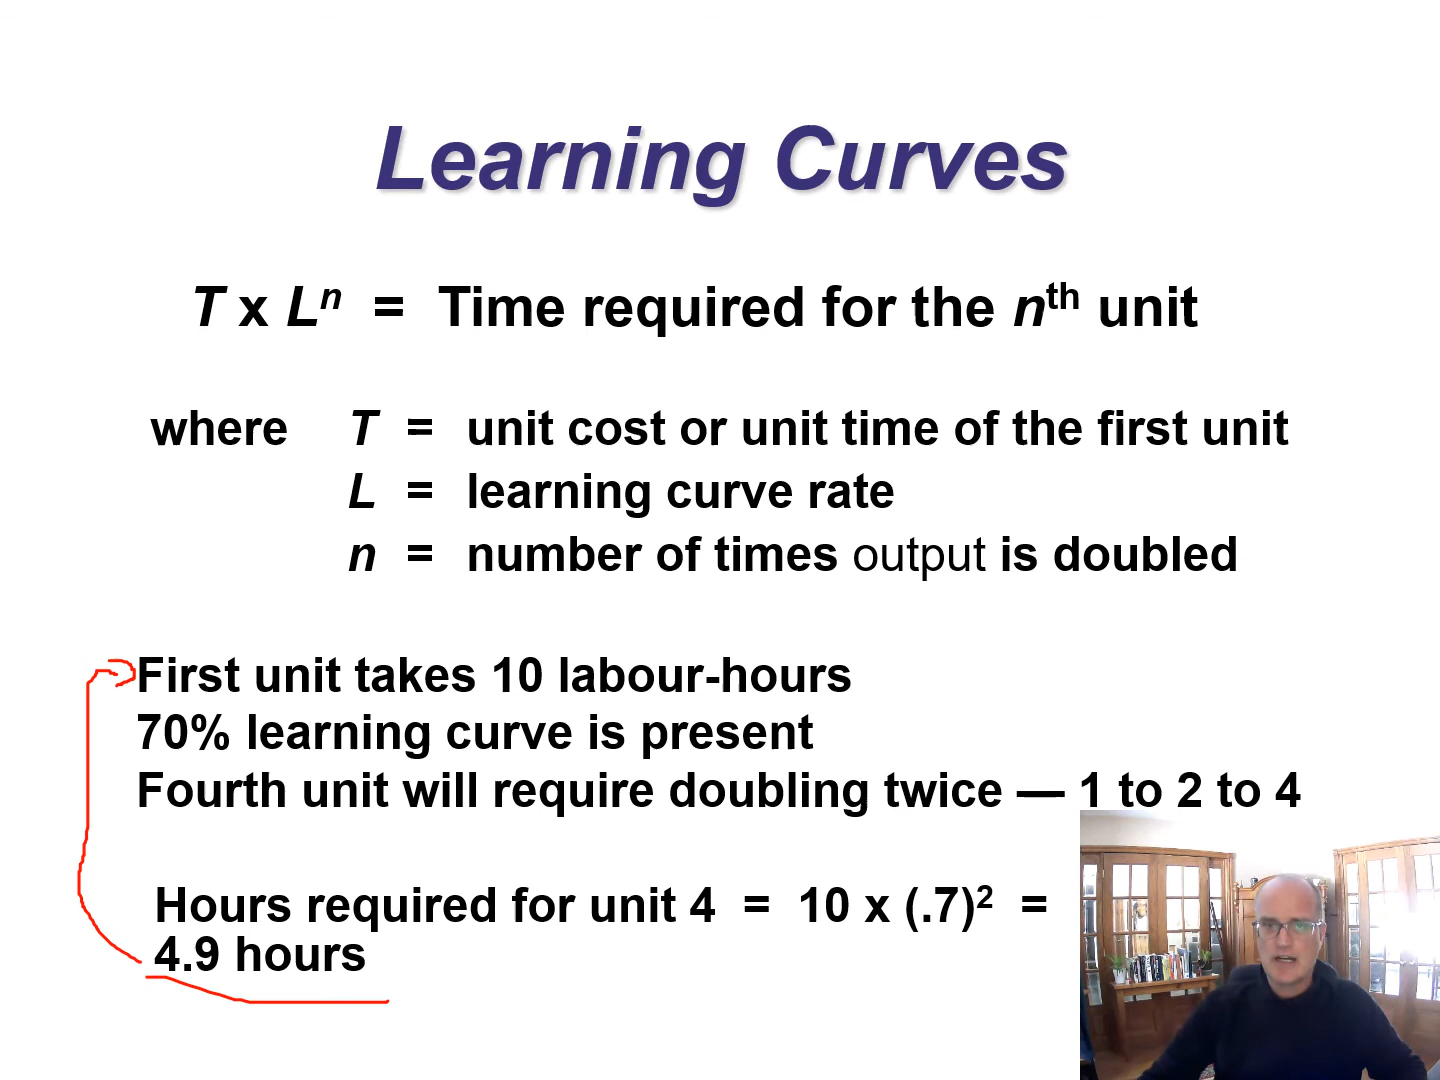 Learning Curves
T x Lⁿ = Time required for the nᵗʰ unit
where T = unit cost or unit time of the first unit
L = learning curve rate
n = number of times output is doubled
First unit takes 10 labour-hours
70% learning curve is present
Fourth unit will require doubling twice — 1 to 2 to 4
Hours required for unit 4 = 10 x (.7)² =
4.9 hours